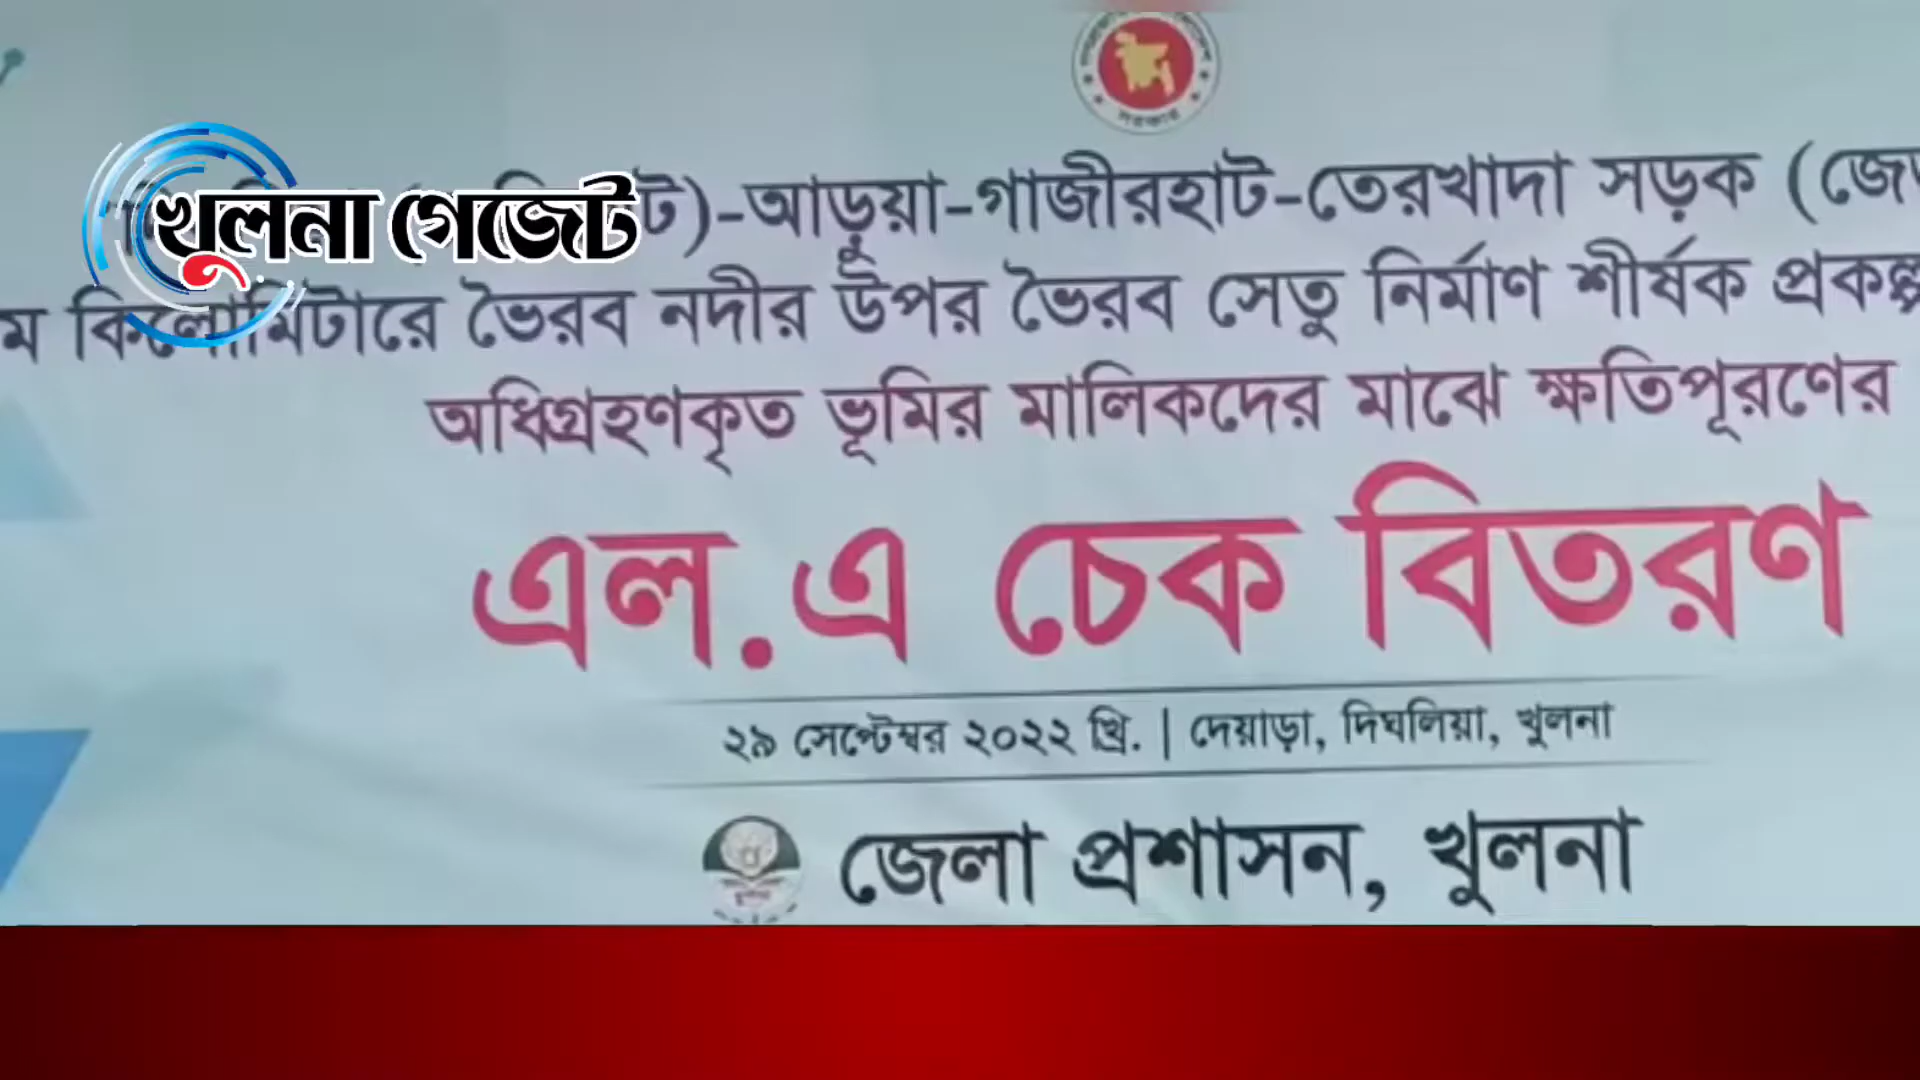 সরকার
খুলনা গেজেট
ট)-আড়ুয়া-গাজীরহাট-তেরখাদা সড়ক
কিলোমিটারে ভৈরব নদীর উপর ভৈরব সেতু নির্মাণ শীর্ষক প্রকল্প
অধিগ্রহণকৃত ভূমির মালিকদের মাঝে ক্ষতিপূরণের
এল.এ চেক বিতরণ
২৯ সেপ্টেম্বর ২০২২ খ্রি. | দেয়াড়া, দিঘলিয়া, খুলনা
জেলা প্রশাসন, খুলনা